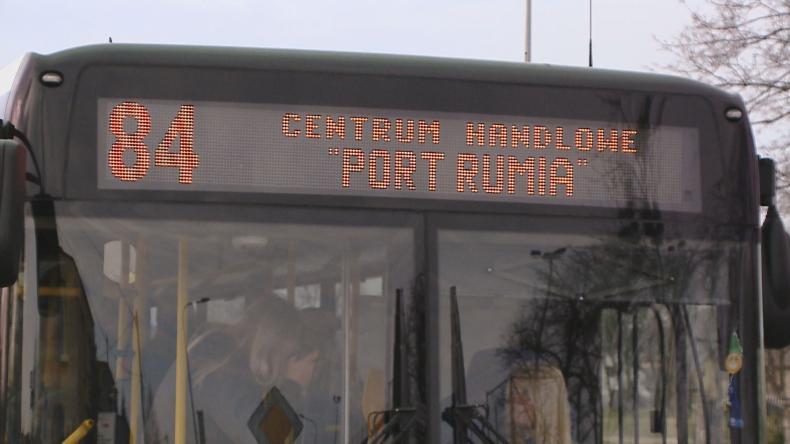 84
CENTRUM HANDLOWE
"PORT RUMIA"